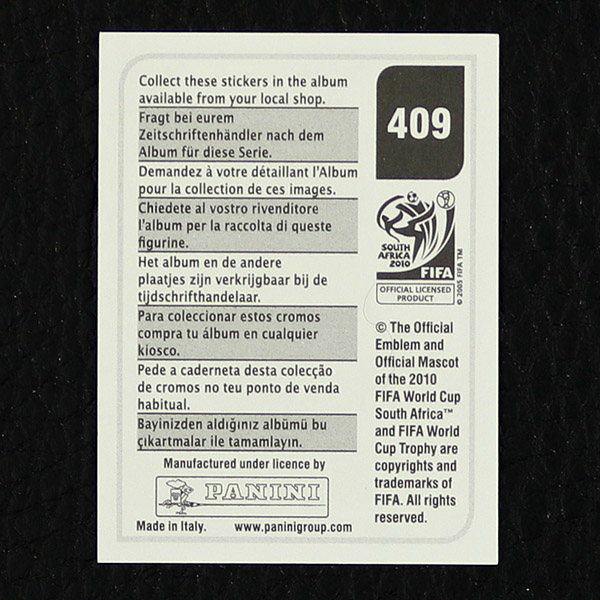 Collect these stickers in the album
available from your local shop.
Fragt bei eurem
Zeitschriftenhändler nach dem
Album für diese Serie.
Demandez à votre détaillant l'Album
pour la collection de ces images.
Chiedete al vostro rivenditore
l'album per la raccolta di queste
figurine.
Het album en de andere
plaatjes zijn verkrijgbaar bij de
tijdschrifthandelaar.
Para coleccionar estos cromos
compra tu álbum en cualquier
kiosco.
Pede a caderneta desta colecção
de cromos no teu ponto de venda
habitual.
Bayinizden aldığınız albümü bu
çıkartmalar ile tamamlayın.
Manufactured under licence by
PANINI
Made in Italy. www.paninigroup.com
409
SOUTH
AFRICA
2010
FIFA
© 2005 FIFA TM
OFFICIAL LICENSED
PRODUCT
© The Official
Emblem and
Official Mascot
of the 2010
FIFA World Cup
South Africa™
and FIFA World
Cup Trophy are
copyrights and
trademarks of
FIFA. All rights
reserved.